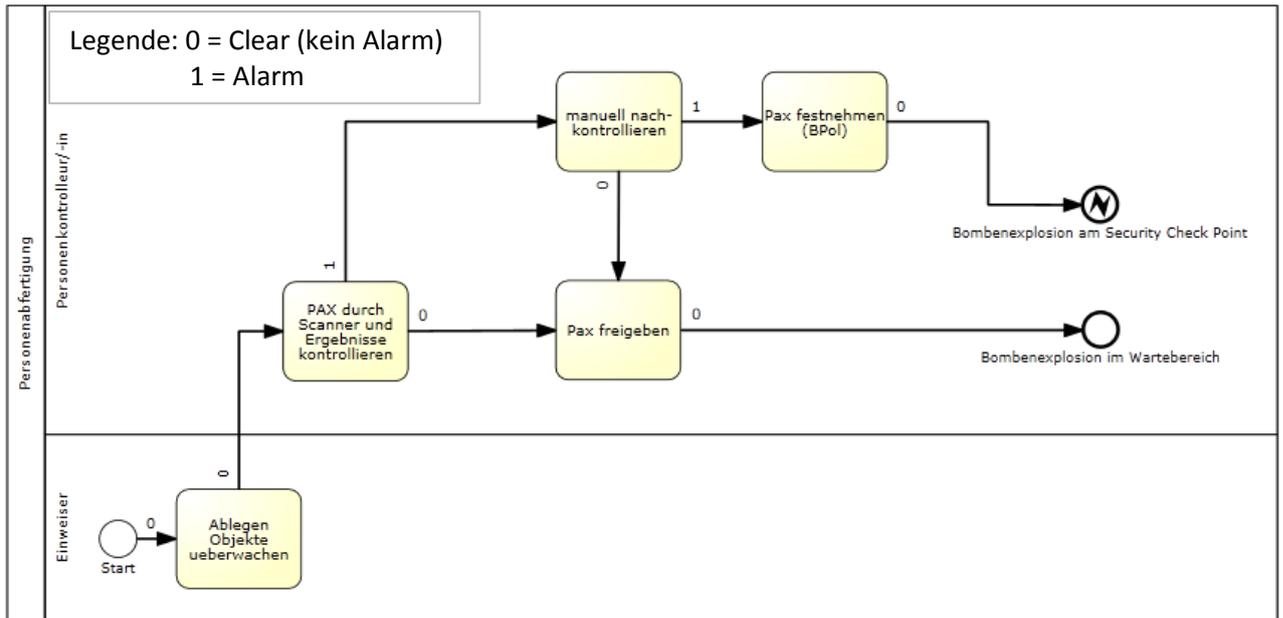 Legende: 0 = Clear (kein Alarm)
1 = Alarm
Personenabfertigung
Personenkontrolleur/-in
manuell nach-
kontrollieren
1
Pax festnehmen
(BPol)
0
Bombenexplosion am Security Check Point
0
1
PAX durch
Scanner und
Ergebnisse
kontrollieren
0
Pax freigeben
0
Bombenexplosion im Wartebereich
Einweiser
0
Start
0
Ablegen
Objekte
ueberwachen